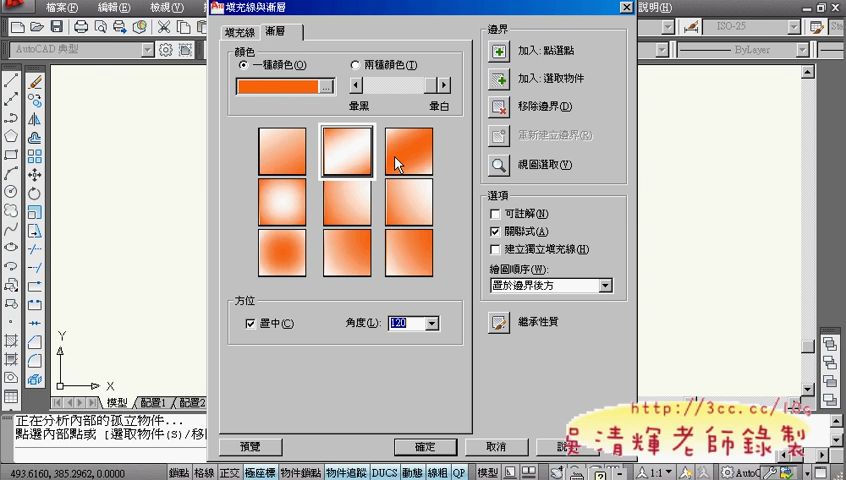 檔案(F) 編輯(E) 檢視(V)
填充線與漸層
說明(H)
ISO-25
AutoCAD 典型
ByLayer
填充線 漸層
顏色
一種顏色(O) 兩種顏色(T)
...
暈黑 暈白
方位
置中(C) 角度(L): 120
預覽 確定 取消
邊界
加入: 點選點
加入: 選取物件
移除邊界(D)
重新建立邊界(R)
視圖選取(V)
選項
可註解(N)
關聯式(A)
建立獨立填充線(H)
繪圖順序(W):
置於邊界後方
繼承性質
Y
X
模型 配置1 配置2
正在分析內部的孤立物件...
點選內部點或 [選取物件(S)/移
http://3cc.cc/10g
吳清輝老師錄製
493.6160, 385.2962, 0.0000 鎖點 格線 正交 極座標 物件鎖點 物件追蹤 DUCS 動態 線粗 QP 模型 1:1 AutoC